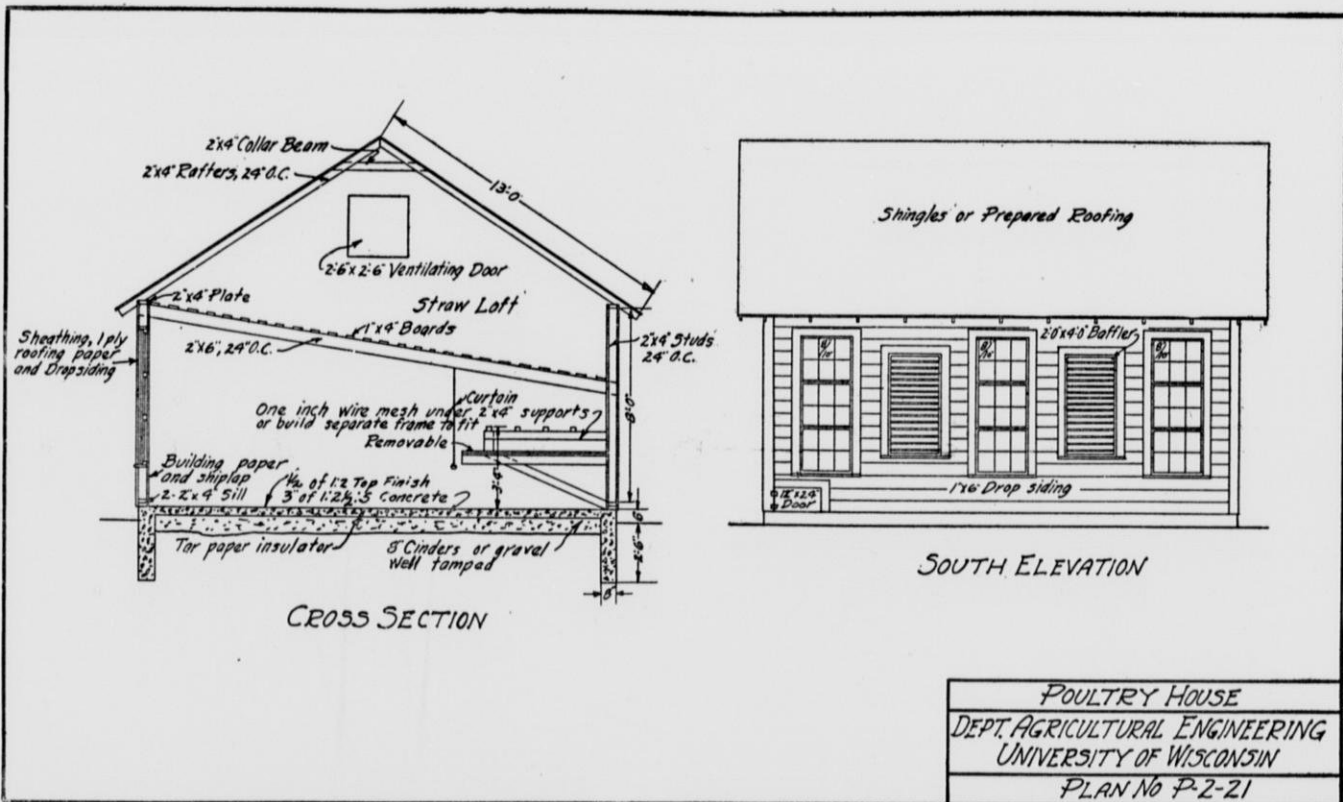 2"x4" Collar Beam
2"x4" Rafters, 24" O.C.
13'-0"
2'-6" x 2'-6" Ventilating Door
2"x4" Plate
Straw Loft
1"x4" Boards
2"x6", 24" O.C.
Sheathing, 1 ply
roofing paper
and Dropsiding
2"x4" Studs
24" O.C.
8'-0"
Curtain
One inch wire mesh under
or build separate frame to fit
2"x4" supports
Removable
Building paper
and shiplap
2-2"x4" Sill
1/2" of 1:2 Top Finish
3" of 1:2½:5 Concrete
6"
2'-6"
Tar paper insulator
Cinders or gravel
Well tamped
8"
CROSS SECTION
Shingles or Prepared Roofing
2'-0"x4'-0" Baffler
1"x6" Drop siding
Door
SOUTH ELEVATION
POULTRY HOUSE
DEPT. AGRICULTURAL ENGINEERING
UNIVERSITY OF WISCONSIN
PLAN No P-2-21